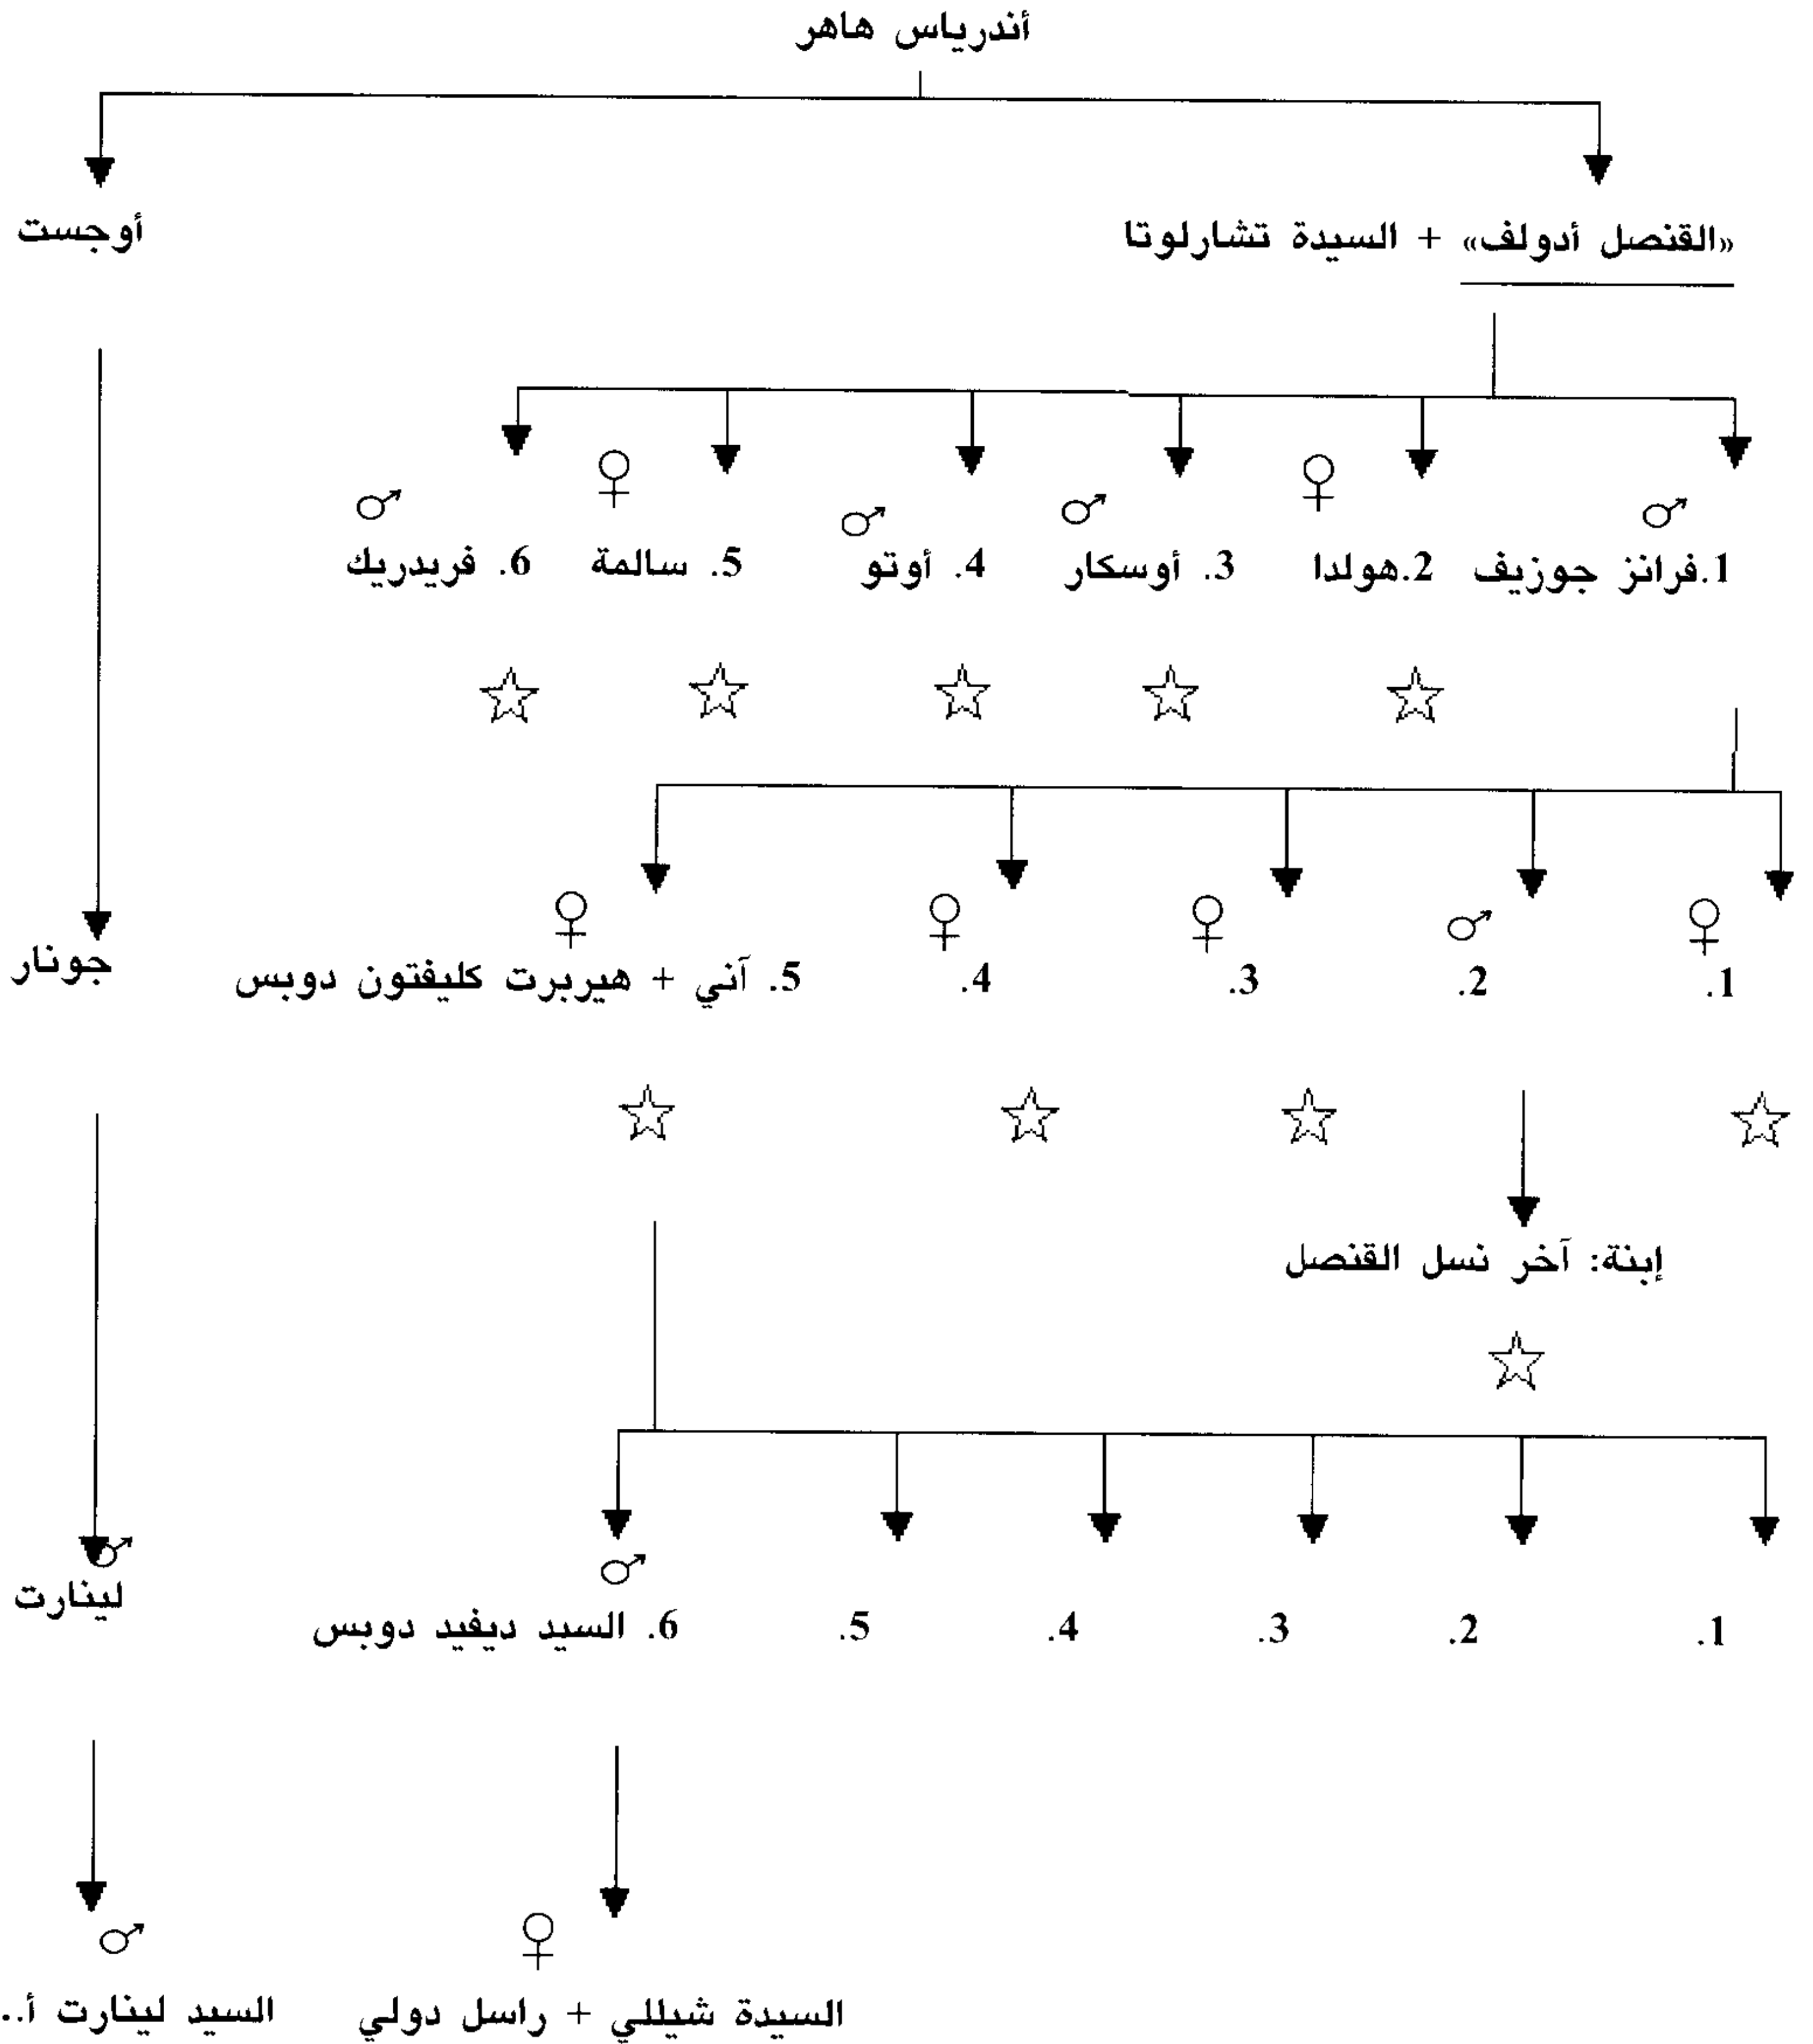 أندرياس هاهر
«القنصل أدولف» + السيدة تشارلوتا
أوجست
1.فرانز جوزيف 2.هولدا 3. أوسكار 4. أوتو 5. سالمة 6. فريدريك
1. 2. 3. 4. 5. آني + هيربرت كليفتون دوبس
جونار
إبنة: آخر نسل القنصل
1. 2. 3. 4. 5. 6. السيد ديفيد دوبس
لينارت
السيدة شيللي + راسل دولي
السيد لينارت أ..